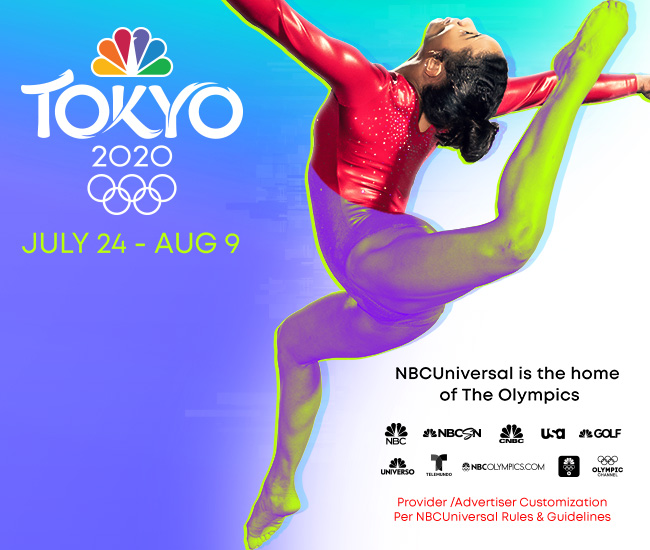 TOKYO
2020
JULY 24 - AUG 9
NBCUniversal is the home
of The Olympics
NBC
NBCSN
CNBC
USA
GOLF
UNIVERSO
TELEMUNDO
NBCOLYMPICS.COM
OLYMPIC
CHANNEL
Provider /Advertiser Customization
Per NBCUniversal Rules & Guidelines